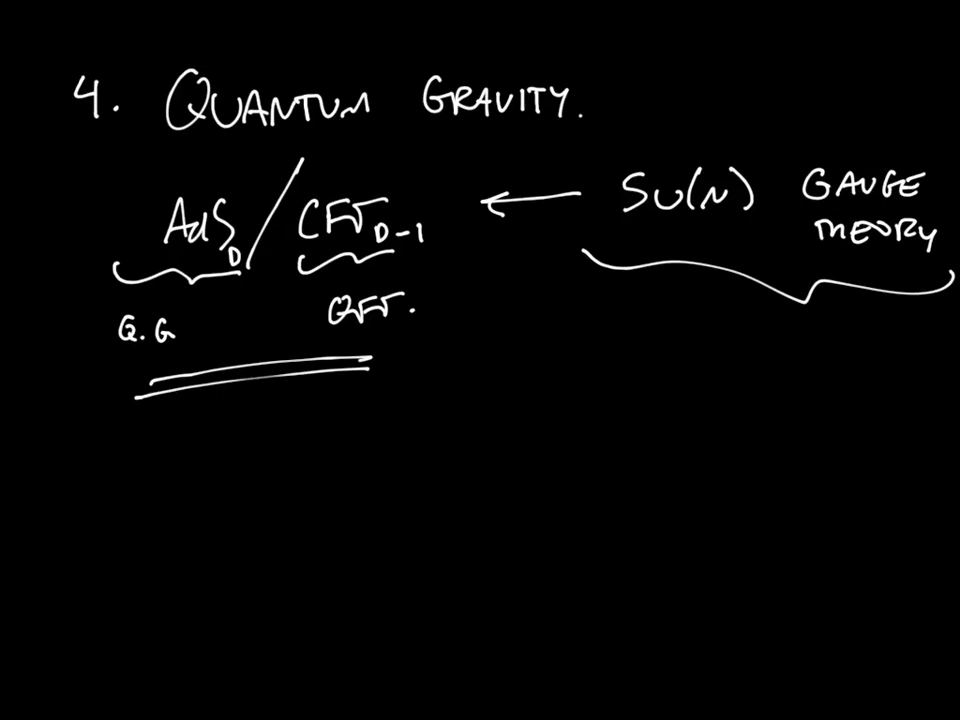 4. QUANTUM GRAVITY.
AdS_D / CFT_D-1 ← SU(N) GAUGE THEORY
Q.G QFT.